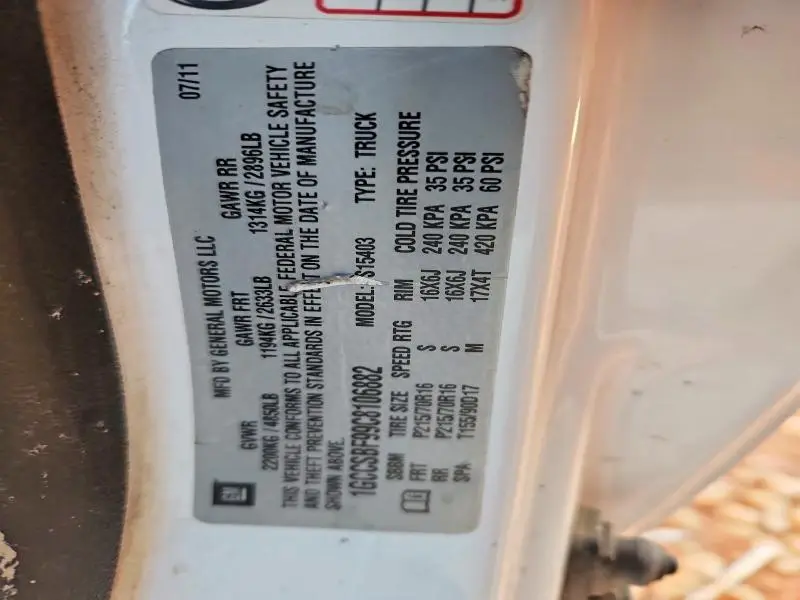 MFD BY GENERAL MOTORS LLC 07/11
GM
GVWR GAWR FRT GAWR RR
2200KG/4850LB 1194KG/2633LB 1314KG/2896LB
THIS VEHICLE CONFORMS TO ALL APPLICABLE FEDERAL MOTOR VEHICLE SAFETY
AND THEFT PREVENTION STANDARDS IN EFFECT ON THE DATE OF MANUFACTURE
SHOWN ABOVE.
1GCCSBF99C8106882 MODEL: S15403 TYPE: TRUCK
S8BM TIRE SIZE SPEED RTG RIM COLD TIRE PRESSURE
FRT P215/70R16 S 16X6J 240 KPA 35 PSI
RR P215/70R16 S 16X6J 240 KPA 35 PSI
SPA T155/90D17 M 17X4T 420 KPA 60 PSI